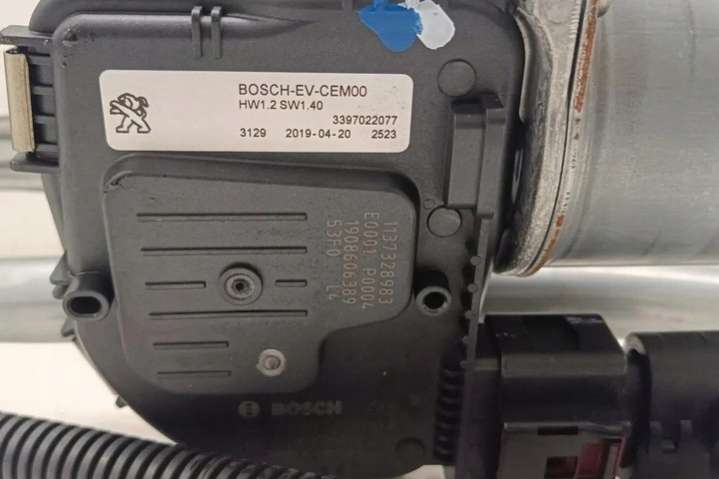 BOSCH-EV-CEM00
HW1.2 SW1.40
3397022077
3129 2019-04-20 2523
1137328983
E0001 P0004
1908606389
53F0 L4
BOSCH